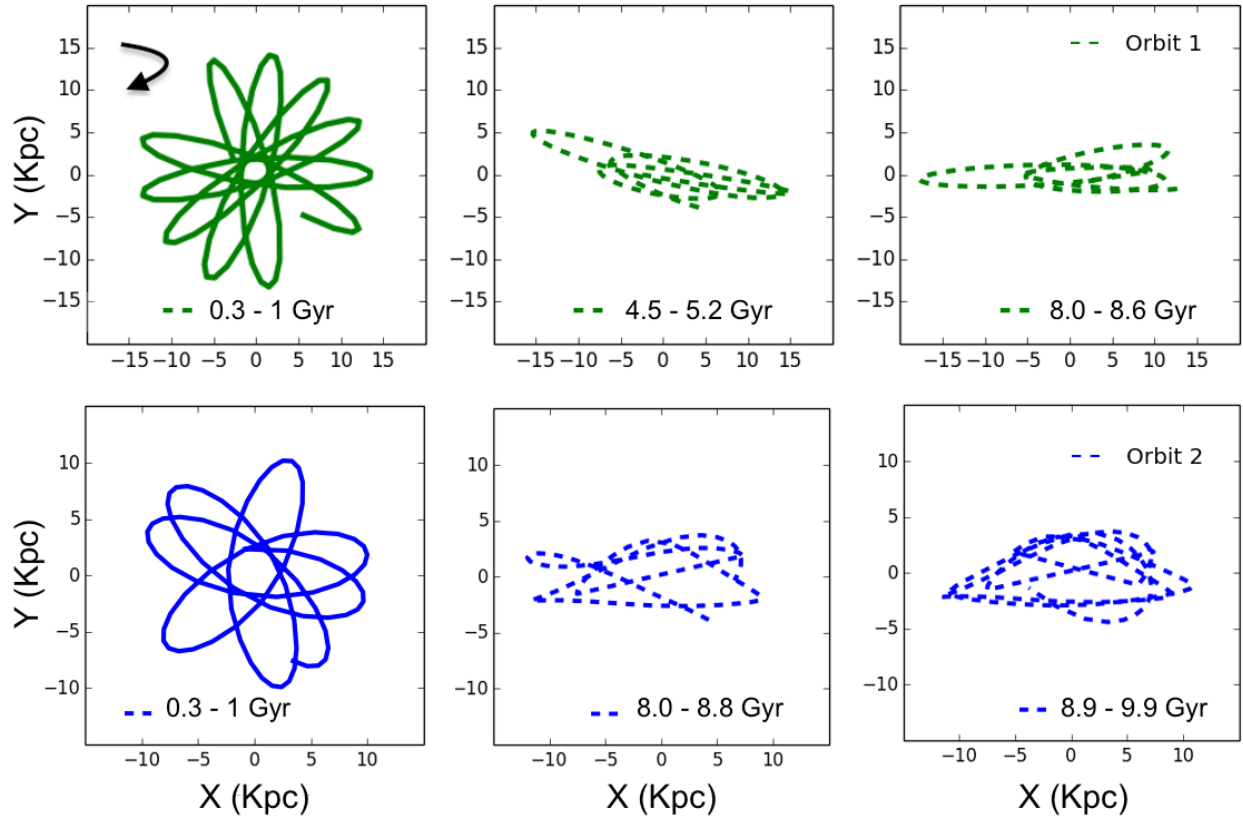 15
10
5
0
−5
−10
−15
−15 −10 −5 0 5 10 15
Y (Kpc)
0.3 - 1 Gyr
15
10
5
0
−5
−10
−15
−15 −10 −5 0 5 10 15
4.5 - 5.2 Gyr
15
10
5
0
−5
−10
−15
−15 −10 −5 0 5 10 15
Orbit 1
8.0 - 8.6 Gyr
10
5
0
−5
−10
−10 −5 0 5 10
Y (Kpc)
X (Kpc)
0.3 - 1 Gyr
10
5
0
−5
−10
−10 −5 0 5 10
8.0 - 8.8 Gyr
X (Kpc)
10
5
0
−5
−10
−10 −5 0 5 10
Orbit 2
8.9 - 9.9 Gyr
X (Kpc)